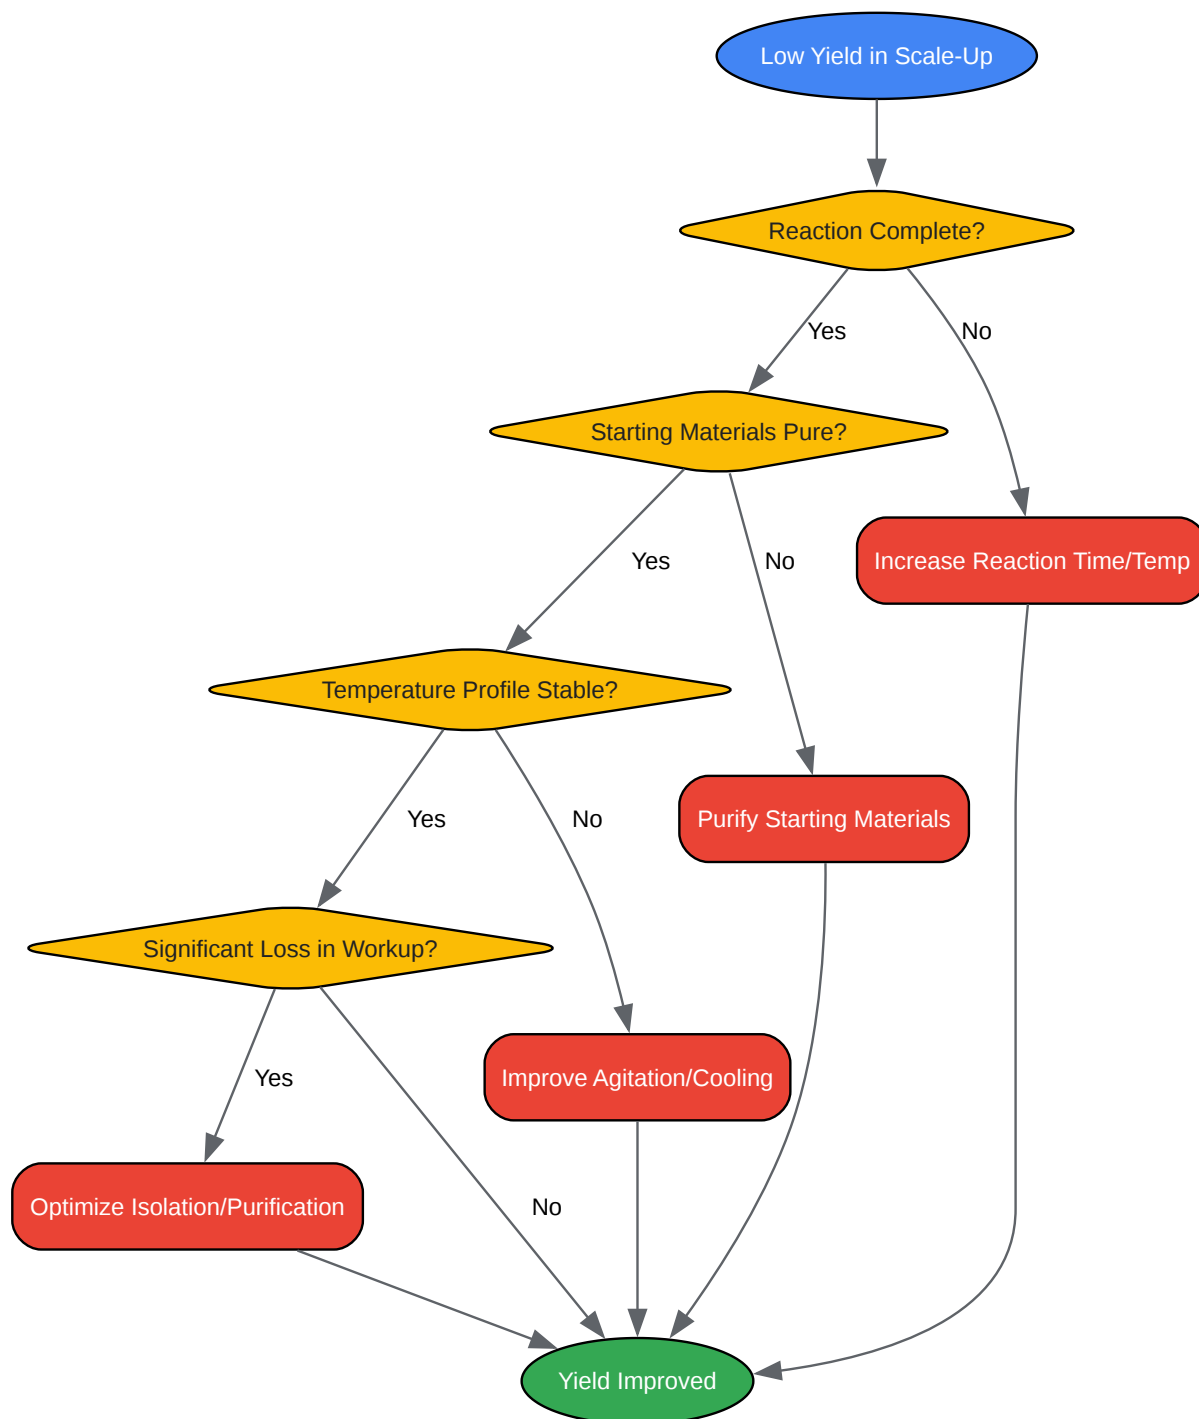 Low Yield in Scale-Up
Reaction Complete?
Yes
No
Starting Materials Pure?
Yes
No
Increase Reaction Time/Temp
Temperature Profile Stable?
Yes
No
Purify Starting Materials
Significant Loss in Workup?
Yes
Improve Agitation/Cooling
Optimize Isolation/Purification
No
Yield Improved